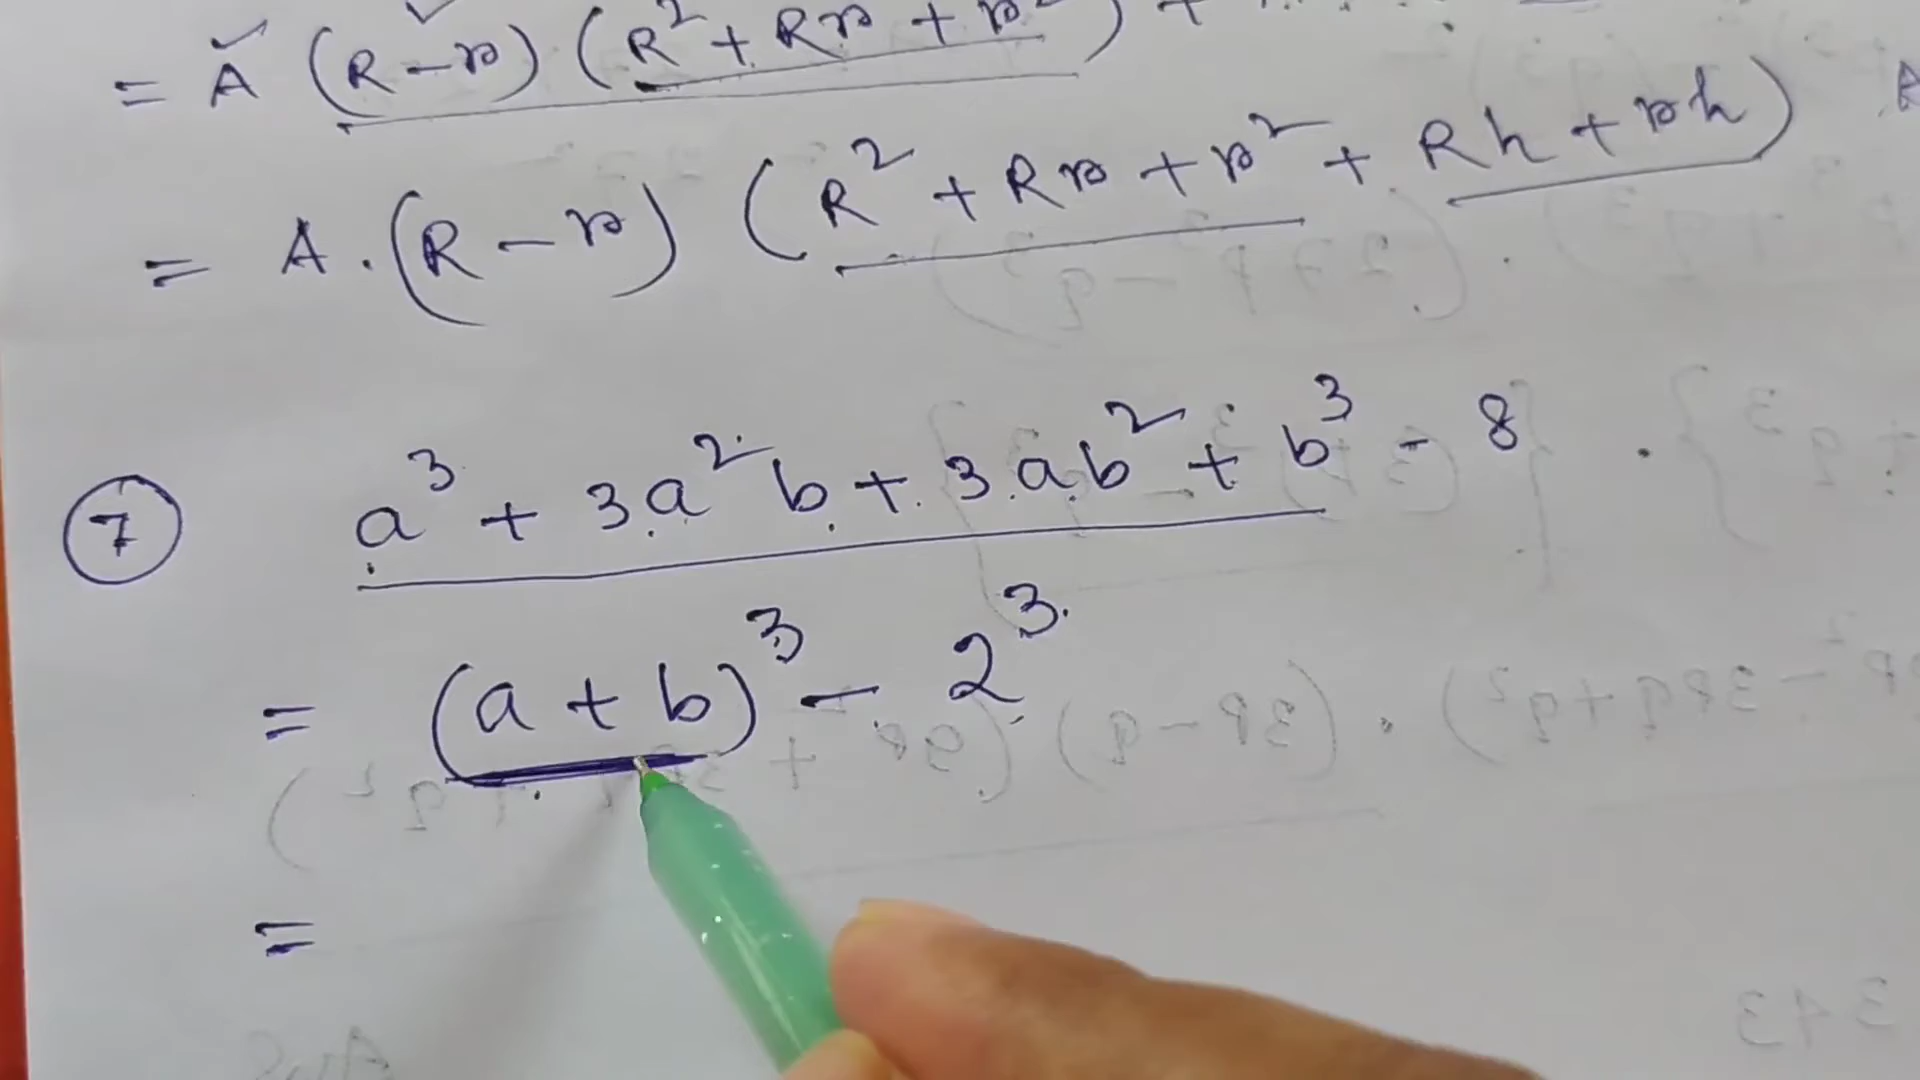 = A (R-r) (R² + Rr + r²) +
= A . (R - r) (R² + Rr + r² + Rh + rh)
7 a³ + 3a²b + 3ab² + b³ - 8 .
= (a + b)³ - 2³
=